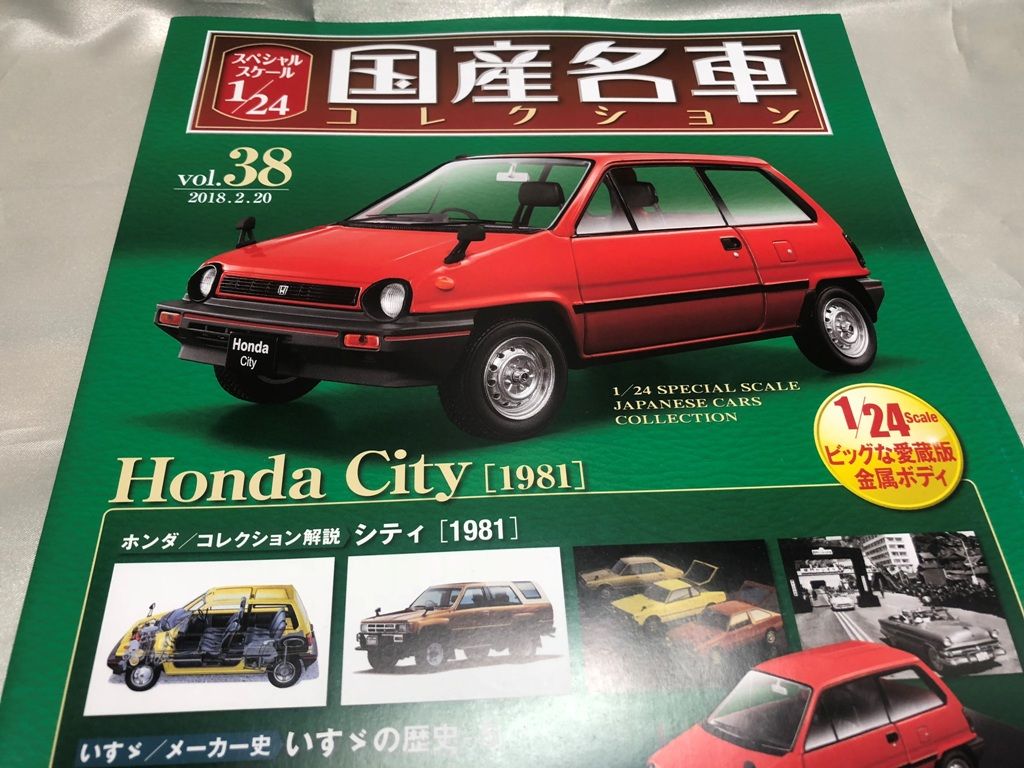 スペシャル
スケール
1/24
国産名車
コレクション
vol.38
2018.2.20
Honda
City
1/24 SPECIAL SCALE
JAPANESE CARS
COLLECTION
1/24 Scale
ビッグな愛蔵版
金属ボディ
Honda City [1981]
ホンダ/コレクション解説 シティ [1981]
いすゞ/メーカー史 いすゞの歴史